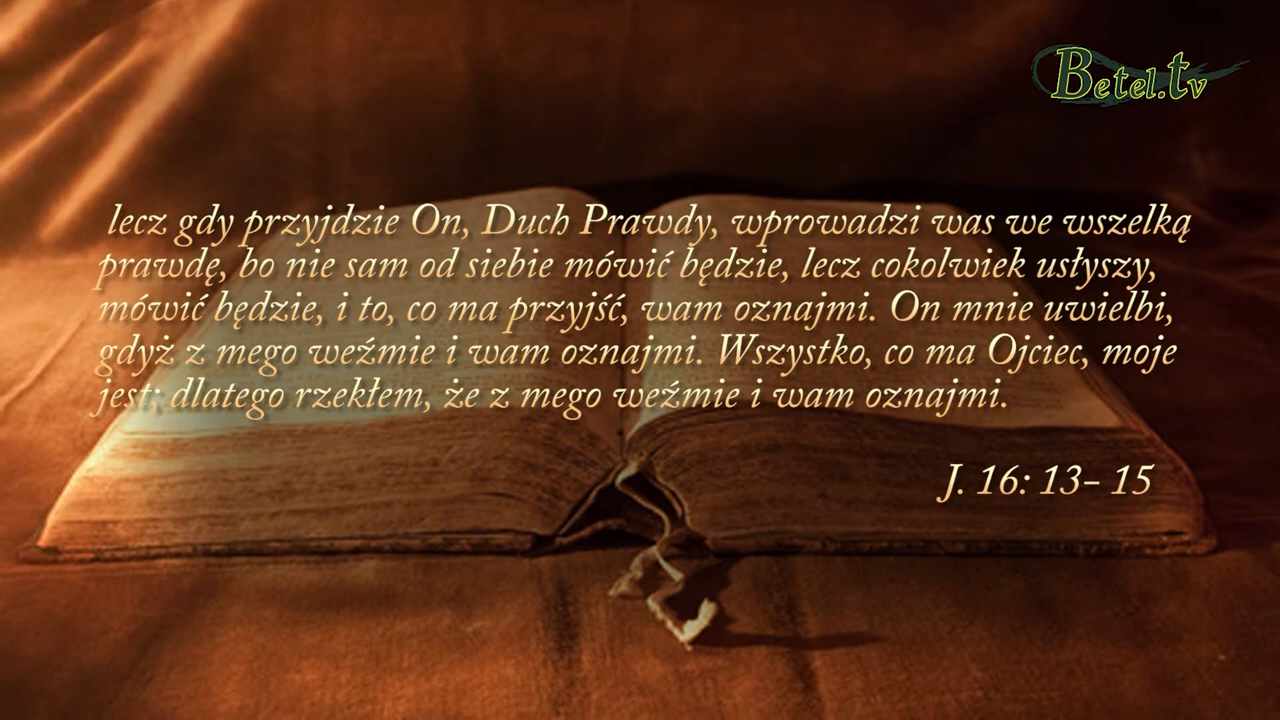 Betel.tv
lecz gdy przyjdzie On, Duch Prawdy, wprowadzi was we wszelką
prawdę, bo nie sam od siebie mówić będzie, lecz cokolwiek usłyszy,
mówić będzie, i to, co ma przyjść, wam oznajmi. On mnie uwielbi,
gdyż z mego weźmie i wam oznajmi. Wszystko, co ma Ojciec, moje
jest; dlatego rzekłem, że z mego weźmie i wam oznajmi.
J. 16: 13- 15